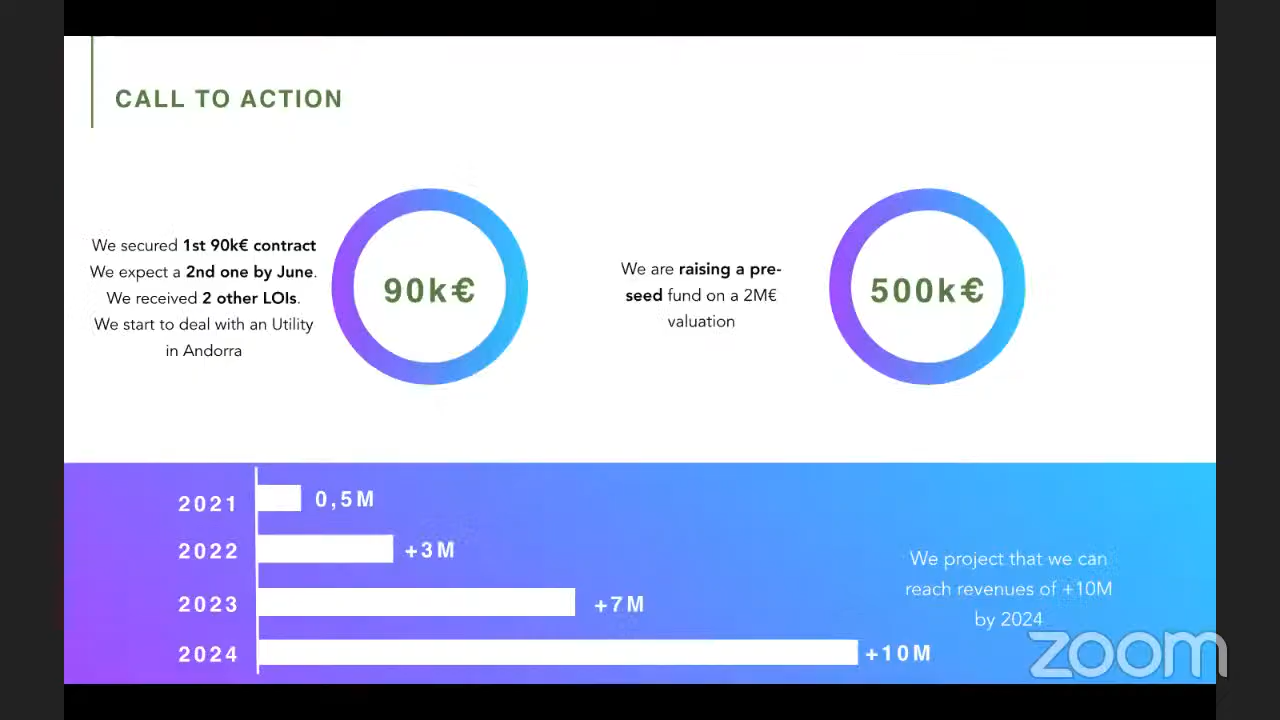 CALL TO ACTION
We secured 1st 90k€ contract
We expect a 2nd one by June.
We received 2 other LOIs.
We start to deal with an Utility
in Andorra
90k€
We are raising a pre-
seed fund on a 2M€
valuation
500k€
2021 0,5M
2022 +3M
2023 +7M
2024 +10M
We project that we can
reach revenues of +10M
by 2024
zoom